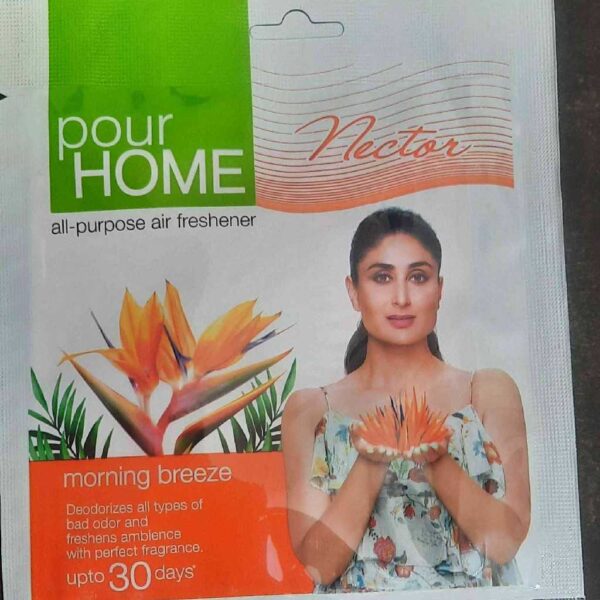 pour
HOME
Nector
all-purpose air freshener
morning breeze
Deodorizes all types of
bad odor and
freshens ambience
with perfect fragrance.
upto 30 days*